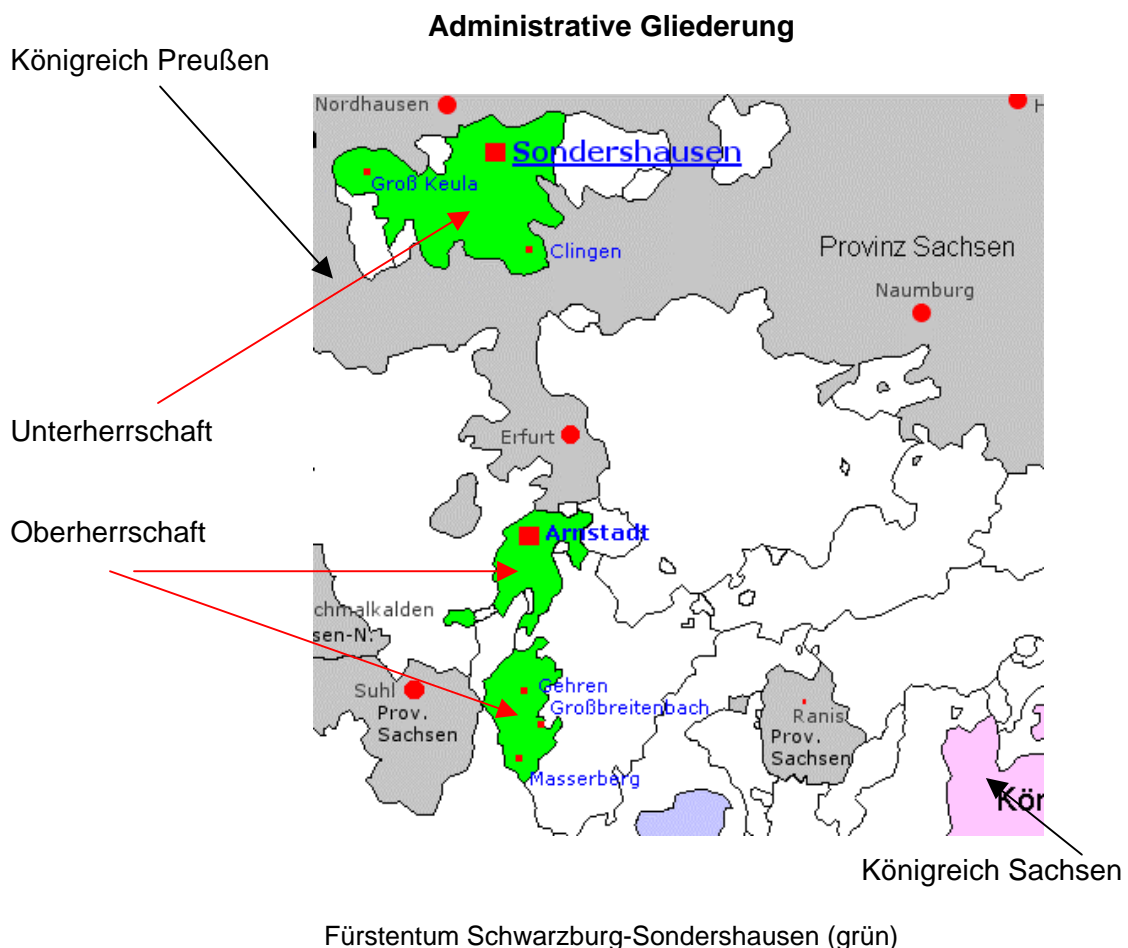 Administrative Gliederung
Königreich Preußen
Nordhausen
H
Sondershausen
Groß Keula
Clingen
Provinz Sachsen
Naumburg
Unterherrschaft
Erfurt
Oberherrschaft
Arnstadt
chmalkalden
sen-N.
Suhl
Prov.
Sachsen
Gehren
Großbreitenbach
Masserberg
Ranis
Prov.
Sachsen
Kör
Königreich Sachsen
Fürstentum Schwarzburg-Sondershausen (grün)